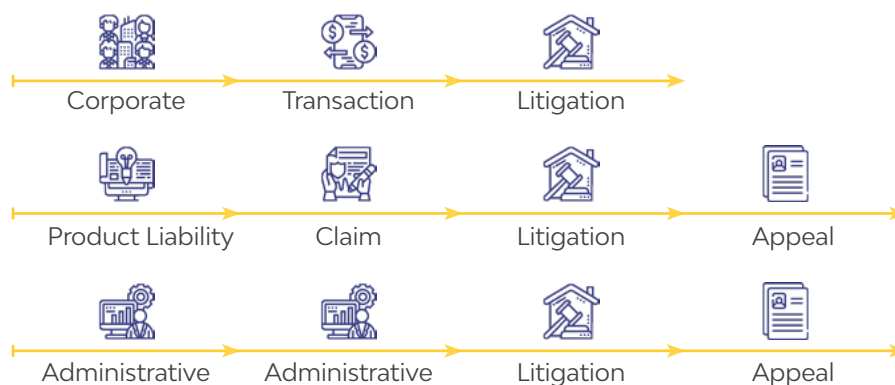 Corporate Transaction Litigation
Product Liability Claim Litigation Appeal
Administrative Administrative Litigation Appeal